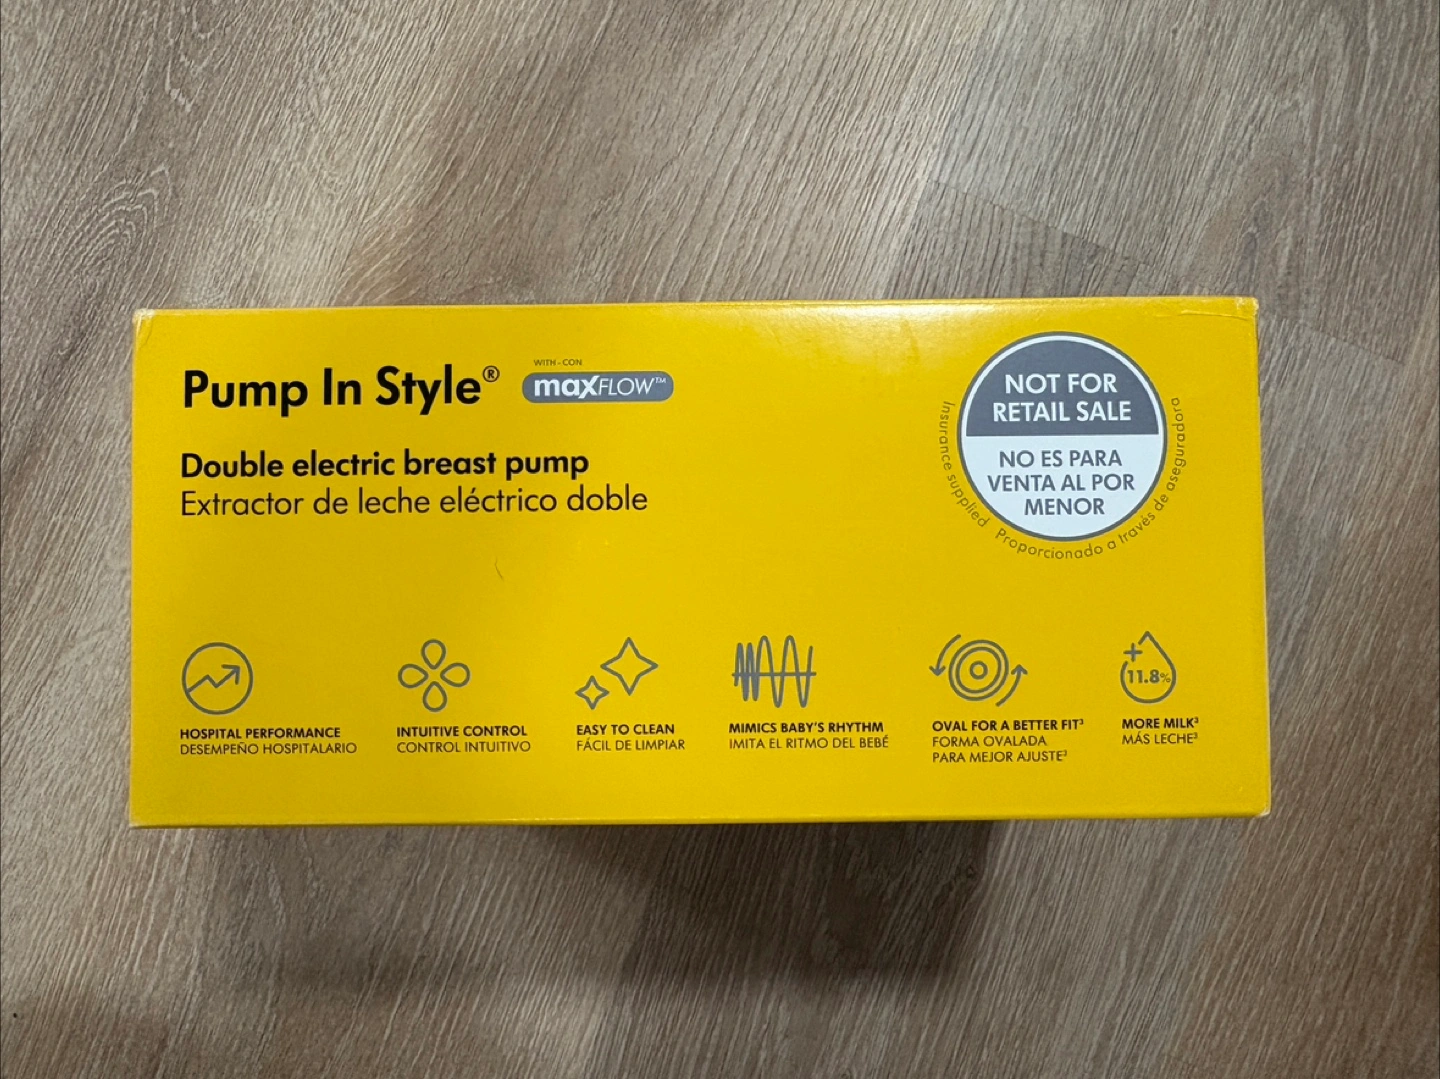 Pump In Style®
WITH - CON
maxFLOW™
Double electric breast pump
Extractor de leche eléctrico doble
NOT FOR
RETAIL SALE
NO ES PARA
VENTA AL POR
MENOR
Insurance supplied
Proporcionado a través de aseguradora
HOSPITAL PERFORMANCE
DESEMPEÑO HOSPITALARIO
INTUITIVE CONTROL
CONTROL INTUITIVO
EASY TO CLEAN
FÁCIL DE LIMPIAR
MIMICS BABY'S RHYTHM
IMITA EL RITMO DEL BEBÉ
OVAL FOR A BETTER FIT³
FORMA OVALADA
PARA MEJOR AJUSTE³
+
11.8%
MORE MILK³
MÁS LECHE³